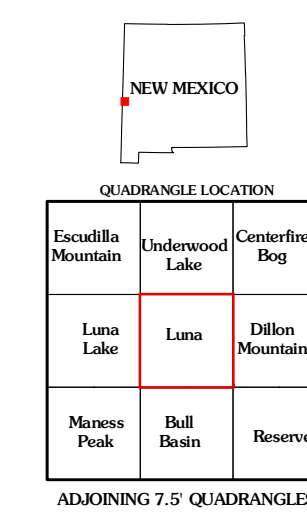 NEW MEXICO
QUADRANGLE LOCATION
Escudilla
Mountain
Underwood
Lake
Centerfire
Bog
Luna
Lake
Luna
Dillon
Mountain
Maness
Peak
Bull
Basin
Reserve
ADJOINING 7.5' QUADRANGLES